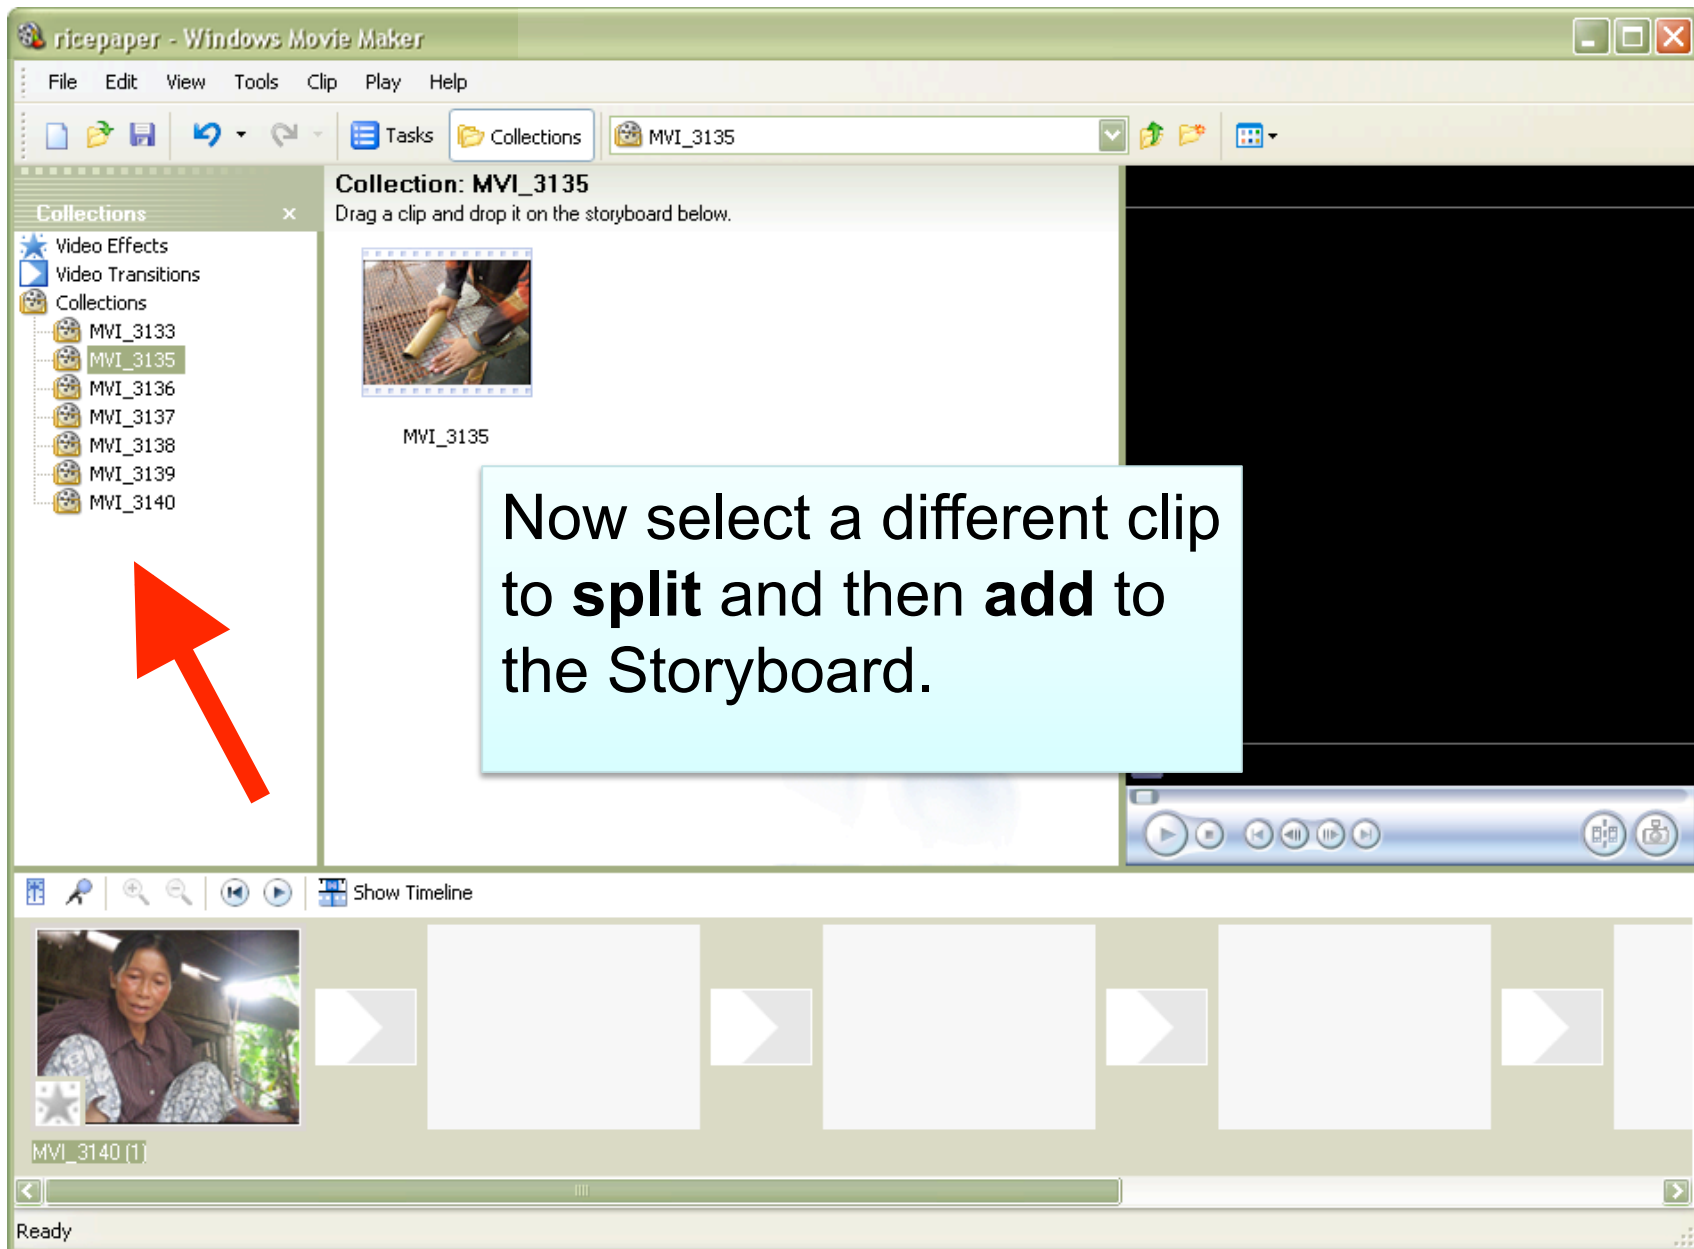 ricepaper - Windows Movie Maker
File Edit View Tools Clip Play Help
Tasks Collections MVI_3135
Collections
Video Effects
Video Transitions
Collections
MVI_3133
MVI_3135
MVI_3136
MVI_3137
MVI_3138
MVI_3139
MVI_3140
Collection: MVI_3135
Drag a clip and drop it on the storyboard below.
MVI_3135
Now select a different clip
to split and then add to
the Storyboard.
Show Timeline
MVI_3140 (1)
Ready